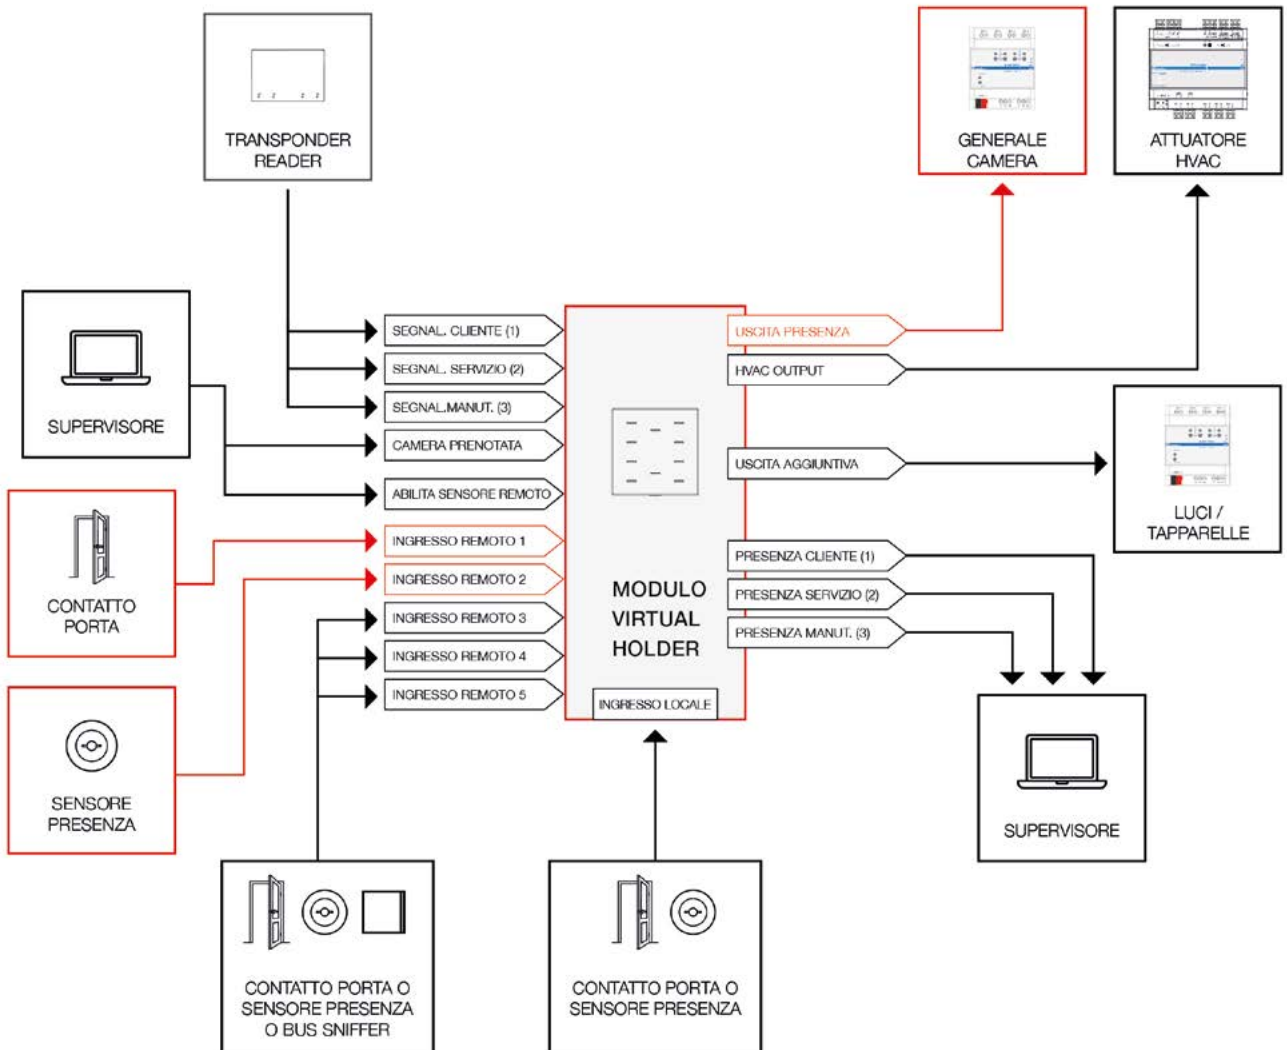 TRANSPONDER
READER
GENERALE
CAMERA
ATTUATORE
HVAC
SUPERVISORE
CONTATTO
PORTA
SENSORE
PRESENZA
SEGNAL. CLIENTE (1)
SEGNAL. SERVIZIO (2)
SEGNAL.MANUT. (3)
CAMERA PRENOTATA
ABILITA SENSORE REMOTO
INGRESSO REMOTO 1
INGRESSO REMOTO 2
INGRESSO REMOTO 3
INGRESSO REMOTO 4
INGRESSO REMOTO 5
MODULO
VIRTUAL
HOLDER
INGRESSO LOCALE
USCITA PRESENZA
HVAC OUTPUT
USCITA AGGIUNTIVA
PRESENZA CLIENTE (1)
PRESENZA SERVIZIO (2)
PRESENZA MANUT. (3)
LUCI /
TAPPARELLE
SUPERVISORE
CONTATTO PORTA O
SENSORE PRESENZA
O BUS SNIFFER
CONTATTO PORTA O
SENSORE PRESENZA